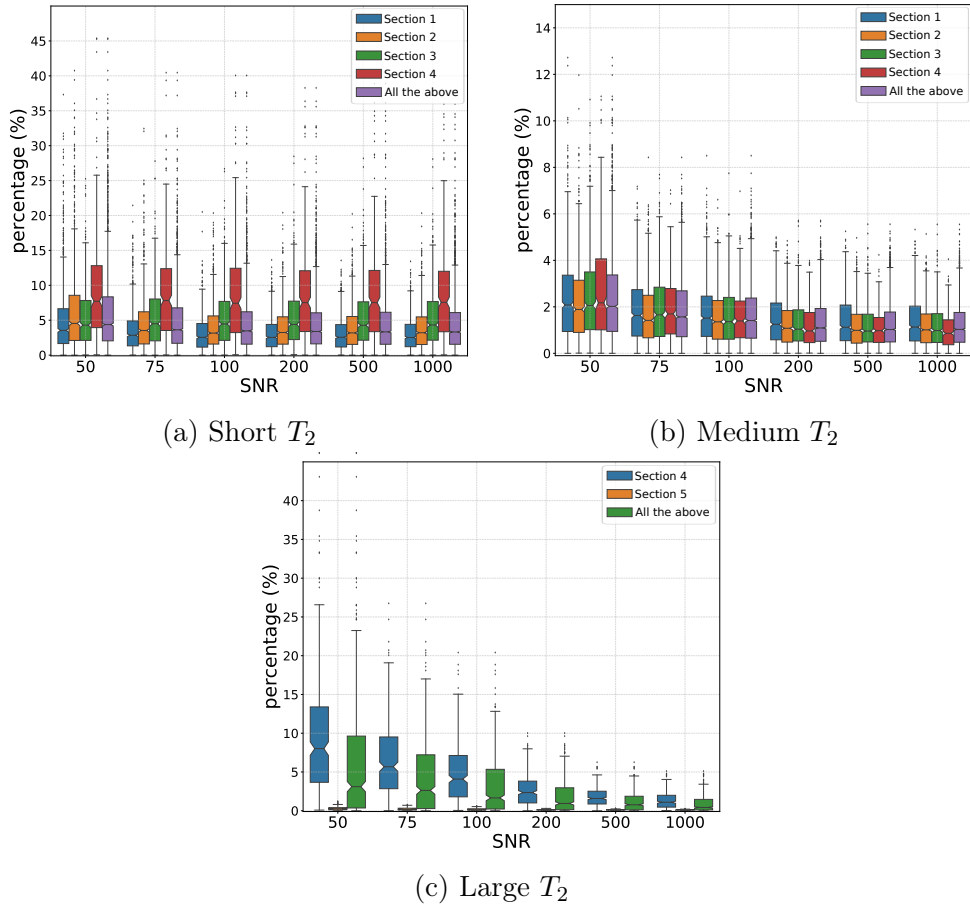 45
40
35
30
25
20
15
10
5
0
percentage (%)
50 75 100 200 500 1000
SNR
Section 1
Section 2
Section 3
Section 4
All the above
(a) Short T₂
14
12
10
8
6
4
2
0
percentage (%)
50 75 100 200 500 1000
SNR
Section 1
Section 2
Section 3
Section 4
All the above
(b) Medium T₂
40
35
30
25
20
15
10
5
0
percentage (%)
50 75 100 200 500 1000
SNR
Section 4
Section 5
All the above
(c) Large T₂